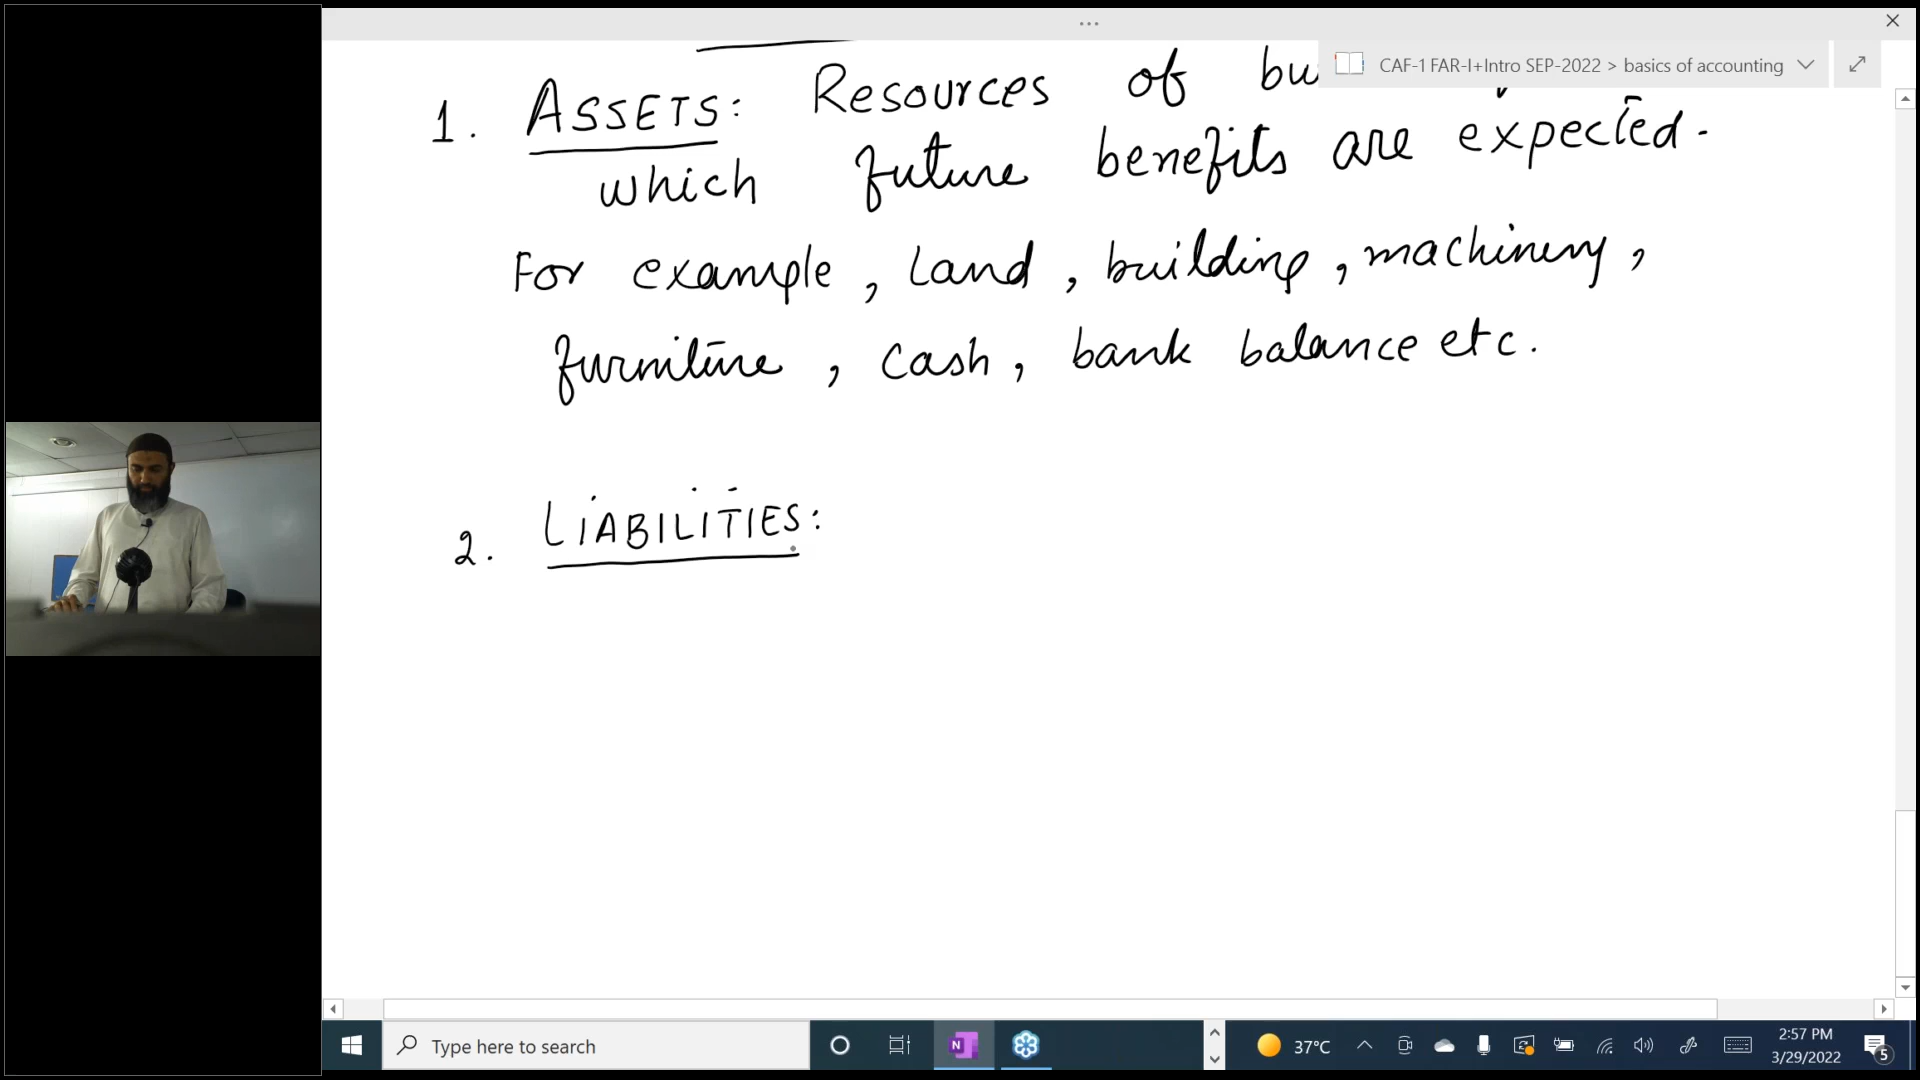 CAF-1 FAR-I+Intro SEP-2022 > basics of accounting
1. ASSETS: Resources of
which future benefits are expected.
For example, Land, building, machinery,
furniture, cash, bank balance etc.
2. LIABILITIES:
Type here to search
N
37°C
2:57 PM
3/29/2022
5